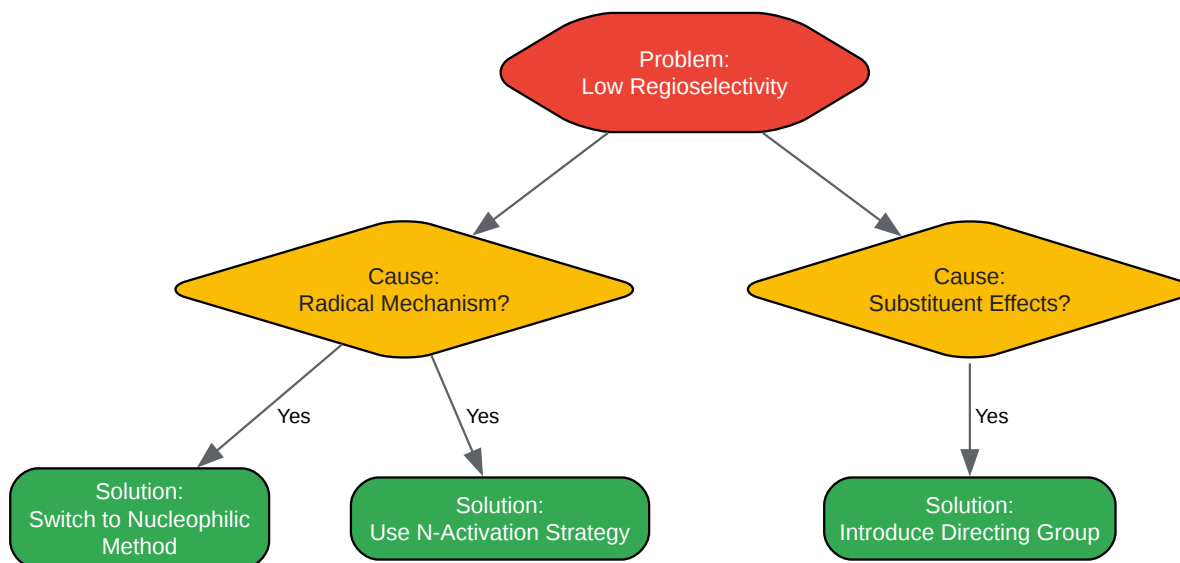 Problem:
Low Regioselectivity
Cause:
Radical Mechanism?
Cause:
Substituent Effects?
Yes
Yes
Yes
Solution:
Switch to Nucleophilic
Method
Solution:
Use N-Activation Strategy
Solution:
Introduce Directing Group